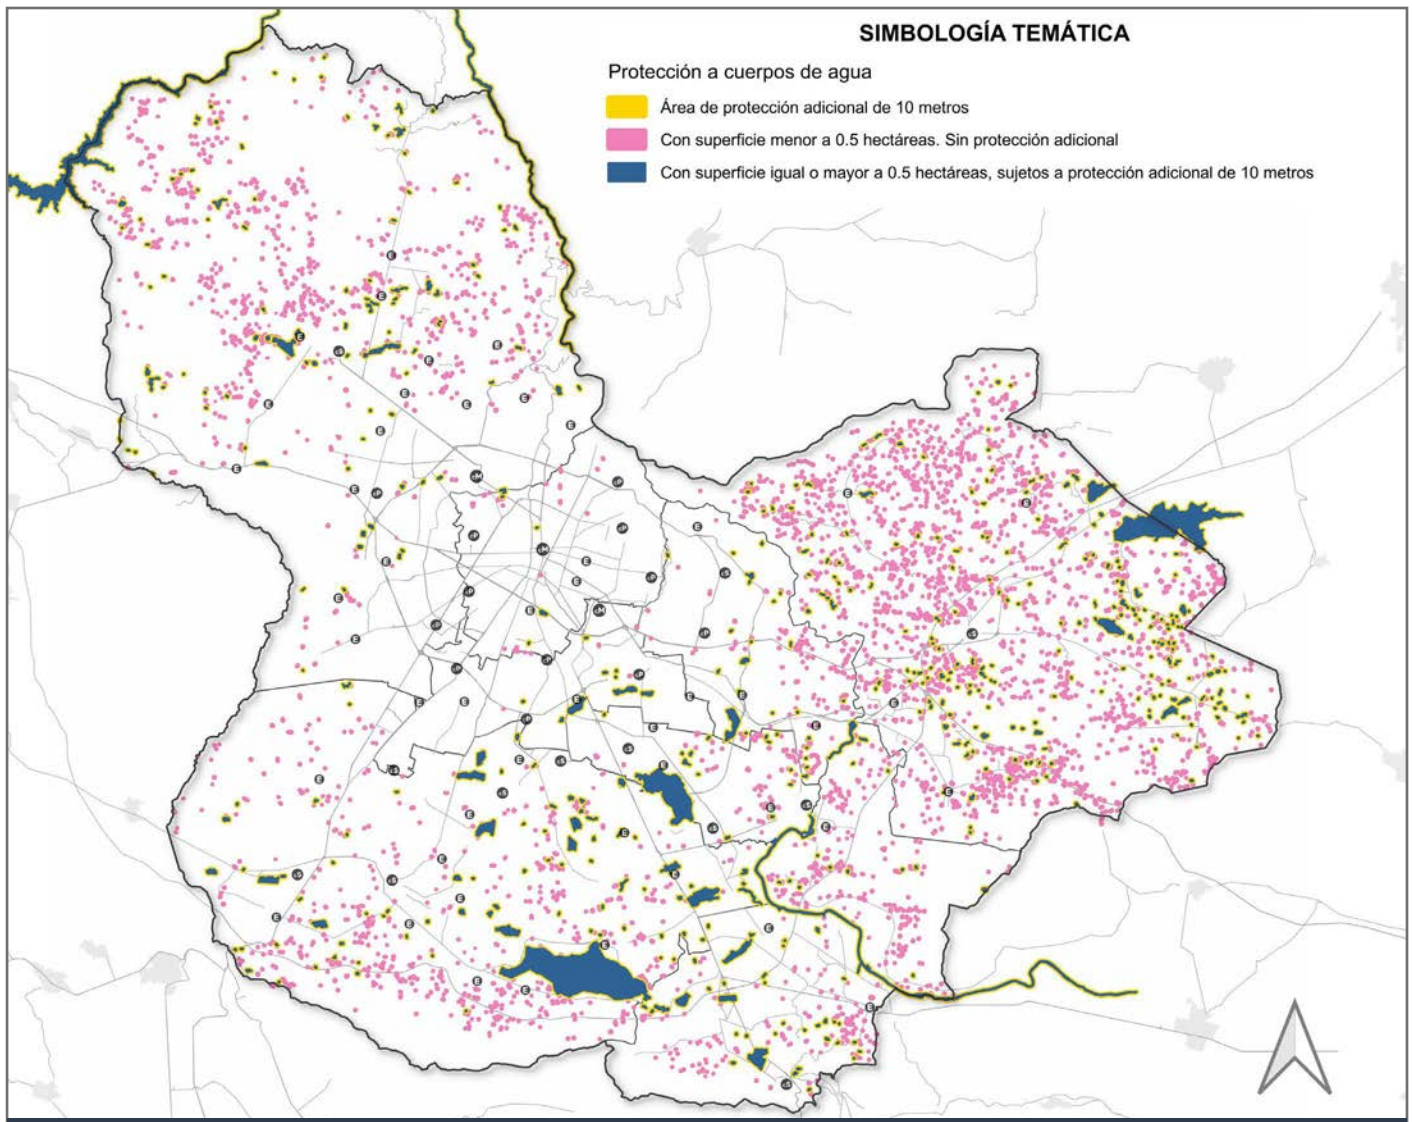 SIMBOLOGÍA TEMÁTICA
Protección a cuerpos de agua
Área de protección adicional de 10 metros
Con superficie menor a 0.5 hectáreas. Sin protección adicional
Con superficie igual o mayor a 0.5 hectáreas, sujetos a protección adicional de 10 metros